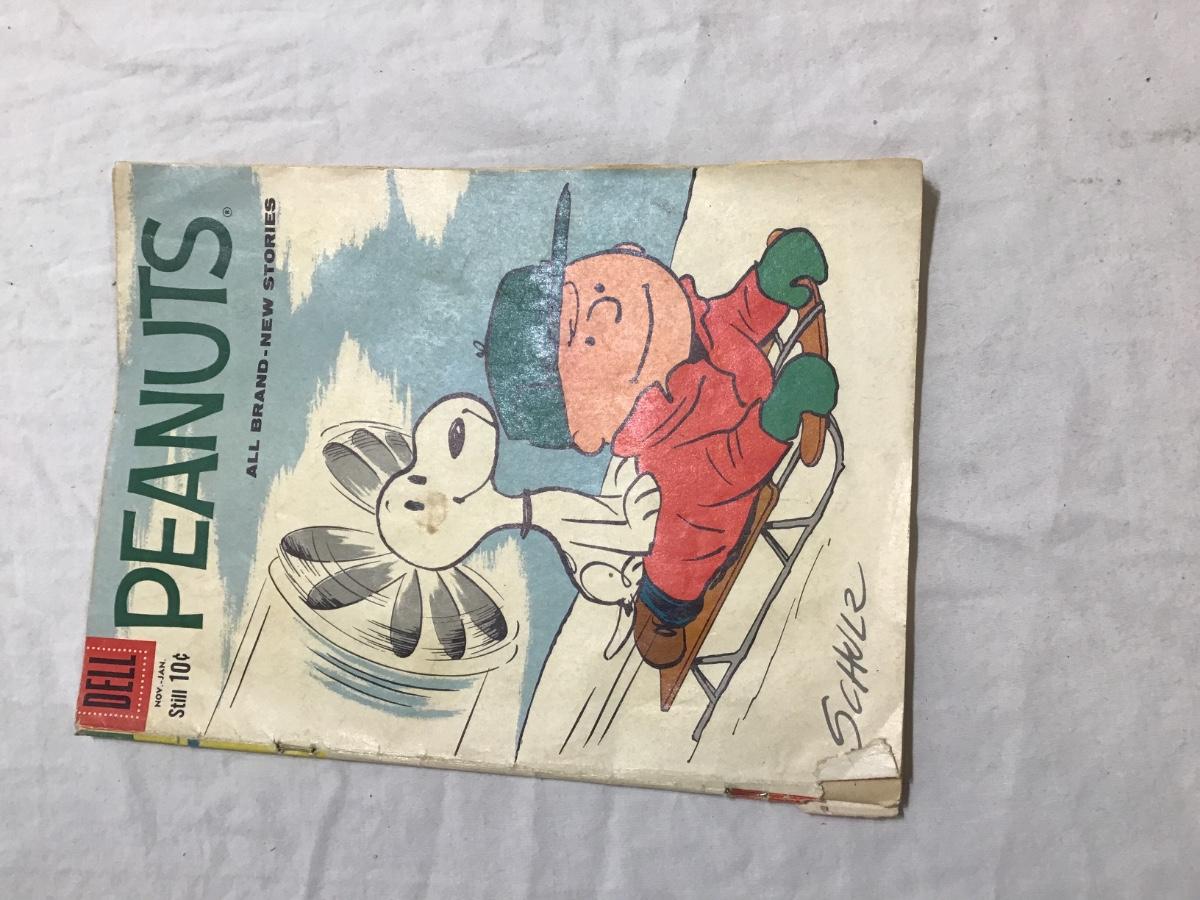 DELL
NOV.-JAN.
Still 10¢
PEANUTS®
ALL BRAND-NEW STORIES
SCHULZ